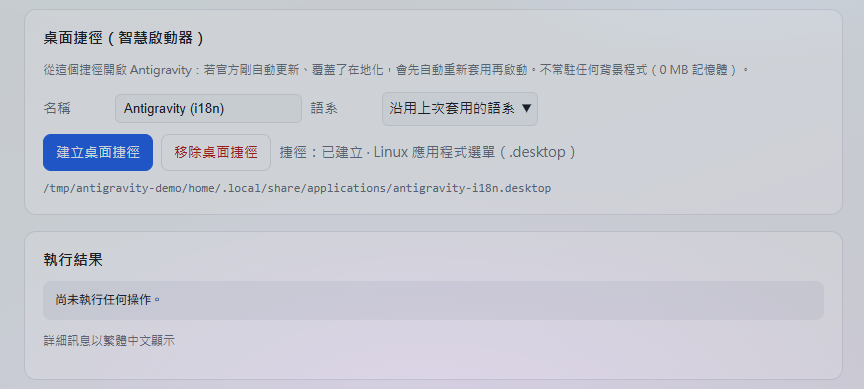 桌面捷徑（智慧啟動器）
從這個捷徑開啟 Antigravity：若官方剛自動更新、覆蓋了在地化，會先自動重新套用再啟動。不常駐任何背景程式（0 MB 記憶體）。
名稱 Antigravity (i18n) 語系 沿用上次套用的語系 ▼
建立桌面捷徑 移除桌面捷徑 捷徑：已建立 · Linux 應用程式選單（.desktop）
/tmp/antigravity-demo/home/.local/share/applications/antigravity-i18n.desktop
執行結果
尚未執行任何操作。
詳細訊息以繁體中文顯示